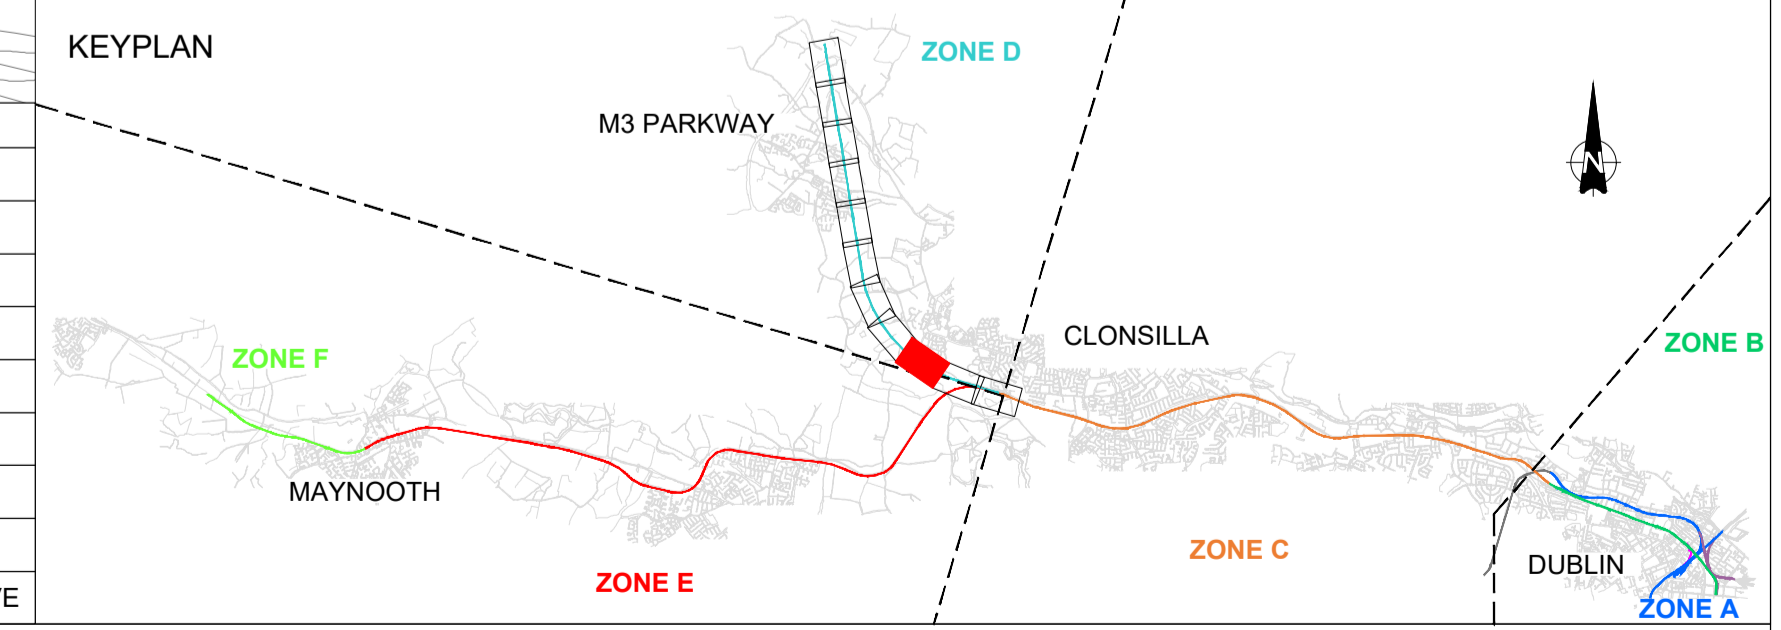 KEYPLAN
ZONE D
M3 PARKWAY
N
CLONSILLA
ZONE B
ZONE F
MAYNOOTH
ZONE C
DUBLIN
ZONE E
ZONE A